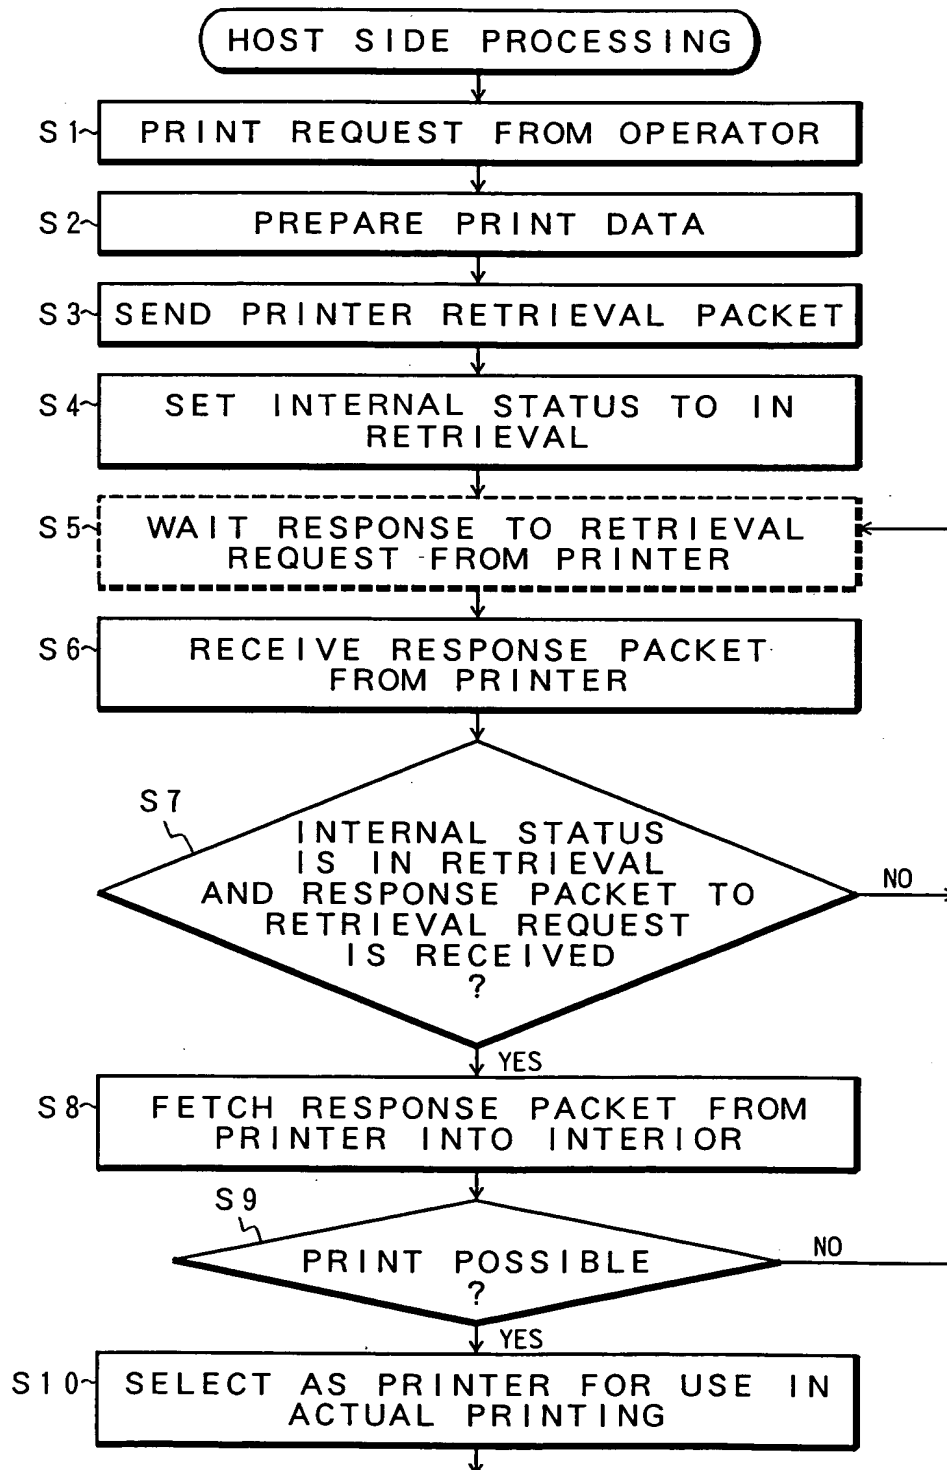 HOST SIDE PROCESSING
S1
PRINT REQUEST FROM OPERATOR
S2
PREPARE PRINT DATA
S3
SEND PRINTER RETRIEVAL PACKET
S4
SET INTERNAL STATUS TO IN
RETRIEVAL
S5
WAIT RESPONSE TO RETRIEVAL
REQUEST FROM PRINTER
S6
RECEIVE RESPONSE PACKET
FROM PRINTER
S7
INTERNAL STATUS
IS IN RETRIEVAL
AND RESPONSE PACKET TO
RETRIEVAL REQUEST
IS RECEIVED
?
NO
YES
S8
FETCH RESPONSE PACKET FROM
PRINTER INTO INTERIOR
S9
PRINT POSSIBLE
?
NO
YES
S10
SELECT AS PRINTER FOR USE IN
ACTUAL PRINTING